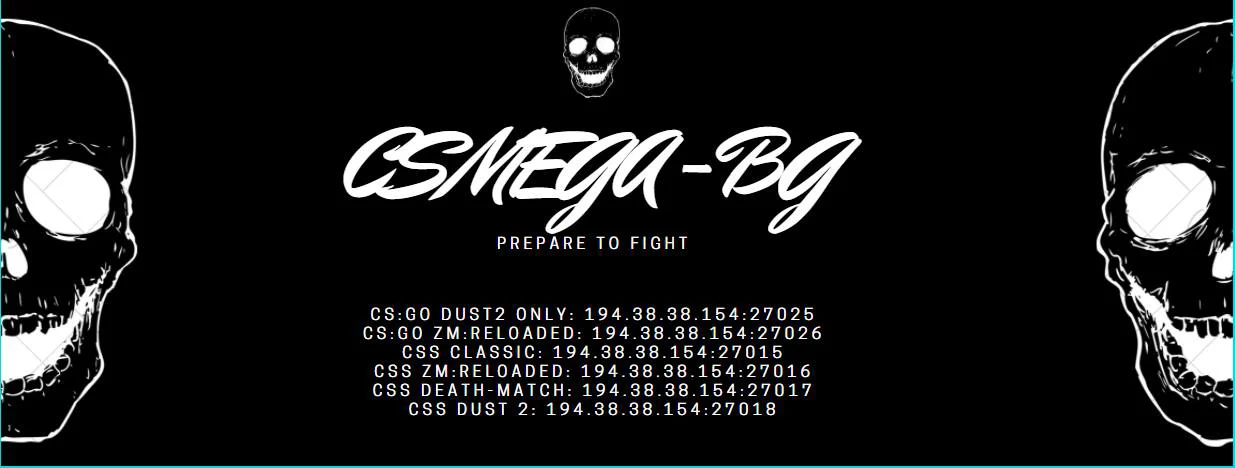 CSMEGA-BG
PREPARE TO FIGHT
CS:GO DUST2 ONLY: 194.38.38.154:27025
CS:GO ZM:RELOADED: 194.38.38.154:27026
CSS CLASSIC: 194.38.38.154:27015
CSS ZM:RELOADED: 194.38.38.154:27016
CSS DEATH-MATCH: 194.38.38.154:27017
CSS DUST 2: 194.38.38.154:27018